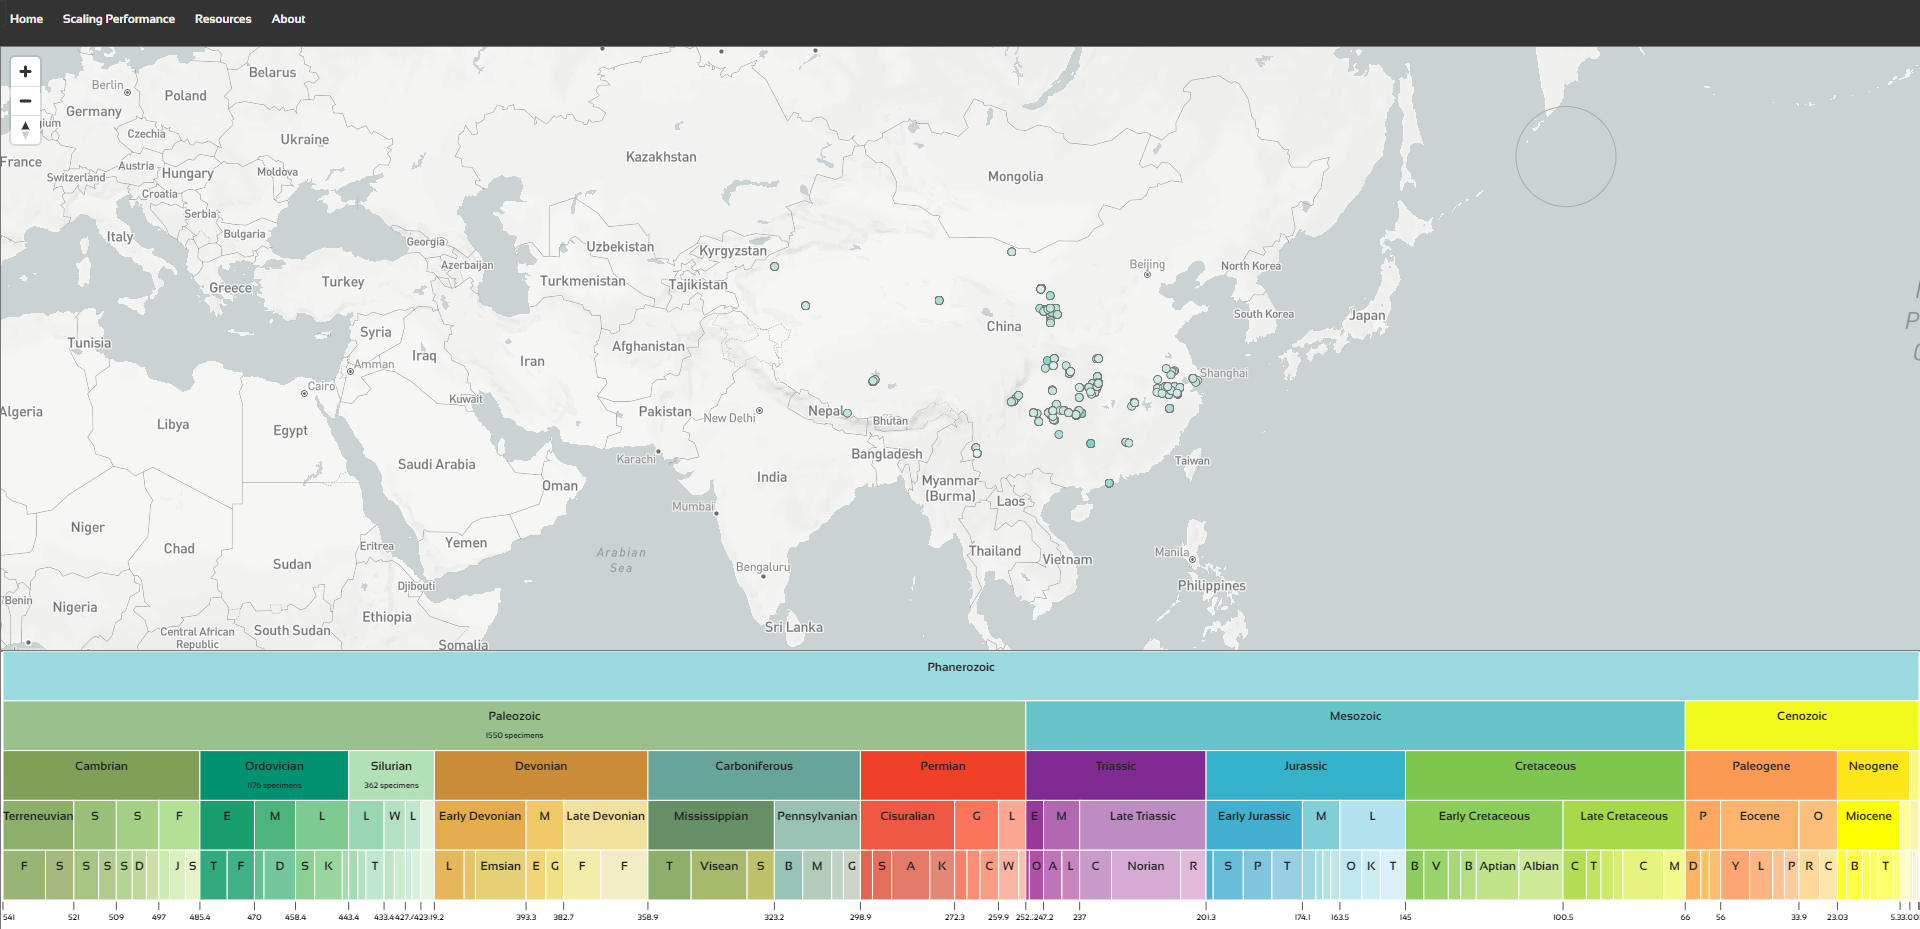 Home Scaling Performance Resources About
Belarus
Berlin
Poland
Germany
Czechia
Ukraine
France
Austria
Hungary
Moldova
Switzerland
Croatia
Serbia
Kazakhstan
Mongolia
Italy
Bulgaria
Georgia
Uzbekistan
Kyrgyzstan
Azerbaijan
Beijing
North Korea
Greece
Turkey
Turkmenistan
Tajikistan
South Korea
Japan
China
Tunisia
Syria
Iraq
Iran
Afghanistan
Amman
Cairo
Shanghai
Kuwait
Algeria
Libya
Egypt
Pakistan
New Delhi
Nepal
Bhutan
Saudi Arabia
Karachi
Bangladesh
Taiwan
Oman
India
Myanmar
(Burma)
Laos
Mumbai
Niger
Chad
Eritrea
Yemen
Arabian
Sea
Thailand
Vietnam
Manila
Sudan
Bengaluru
Djibouti
Philippines
Benin
Nigeria
Ethiopia
Sri Lanka
Central African
Republic
South Sudan
Somalia
Phanerozoic
Paleozoic Mesozoic Cenozoic
1550 specimens
Cambrian Ordovician Silurian Devonian Carboniferous Permian Triassic Jurassic Cretaceous Paleogene Neogene
1176 specimens 362 specimens
Terreneuvian S S F E M L L W L Early Devonian M Late Devonian Mississippian Pennsylvanian Cisuralian G L E M Late Triassic Early Jurassic M L Early Cretaceous Late Cretaceous P Eocene O Miocene
F S S S S D J S T F D S K T L Emsian E G F F T Visean S B M G S A K C W O A L C Norian R S P T O K T B V B Aptian Albian C T C M D Y L P R C B T
541 521 509 497 485.4 470 458.4 443.4 433.4 427.4 423 419.2 393.3 382.7 358.9 323.2 298.9 272.3 259.9 252.2 247.2 237 201.3 174.1 163.5 145 100.5 66 56 33.9 23.03